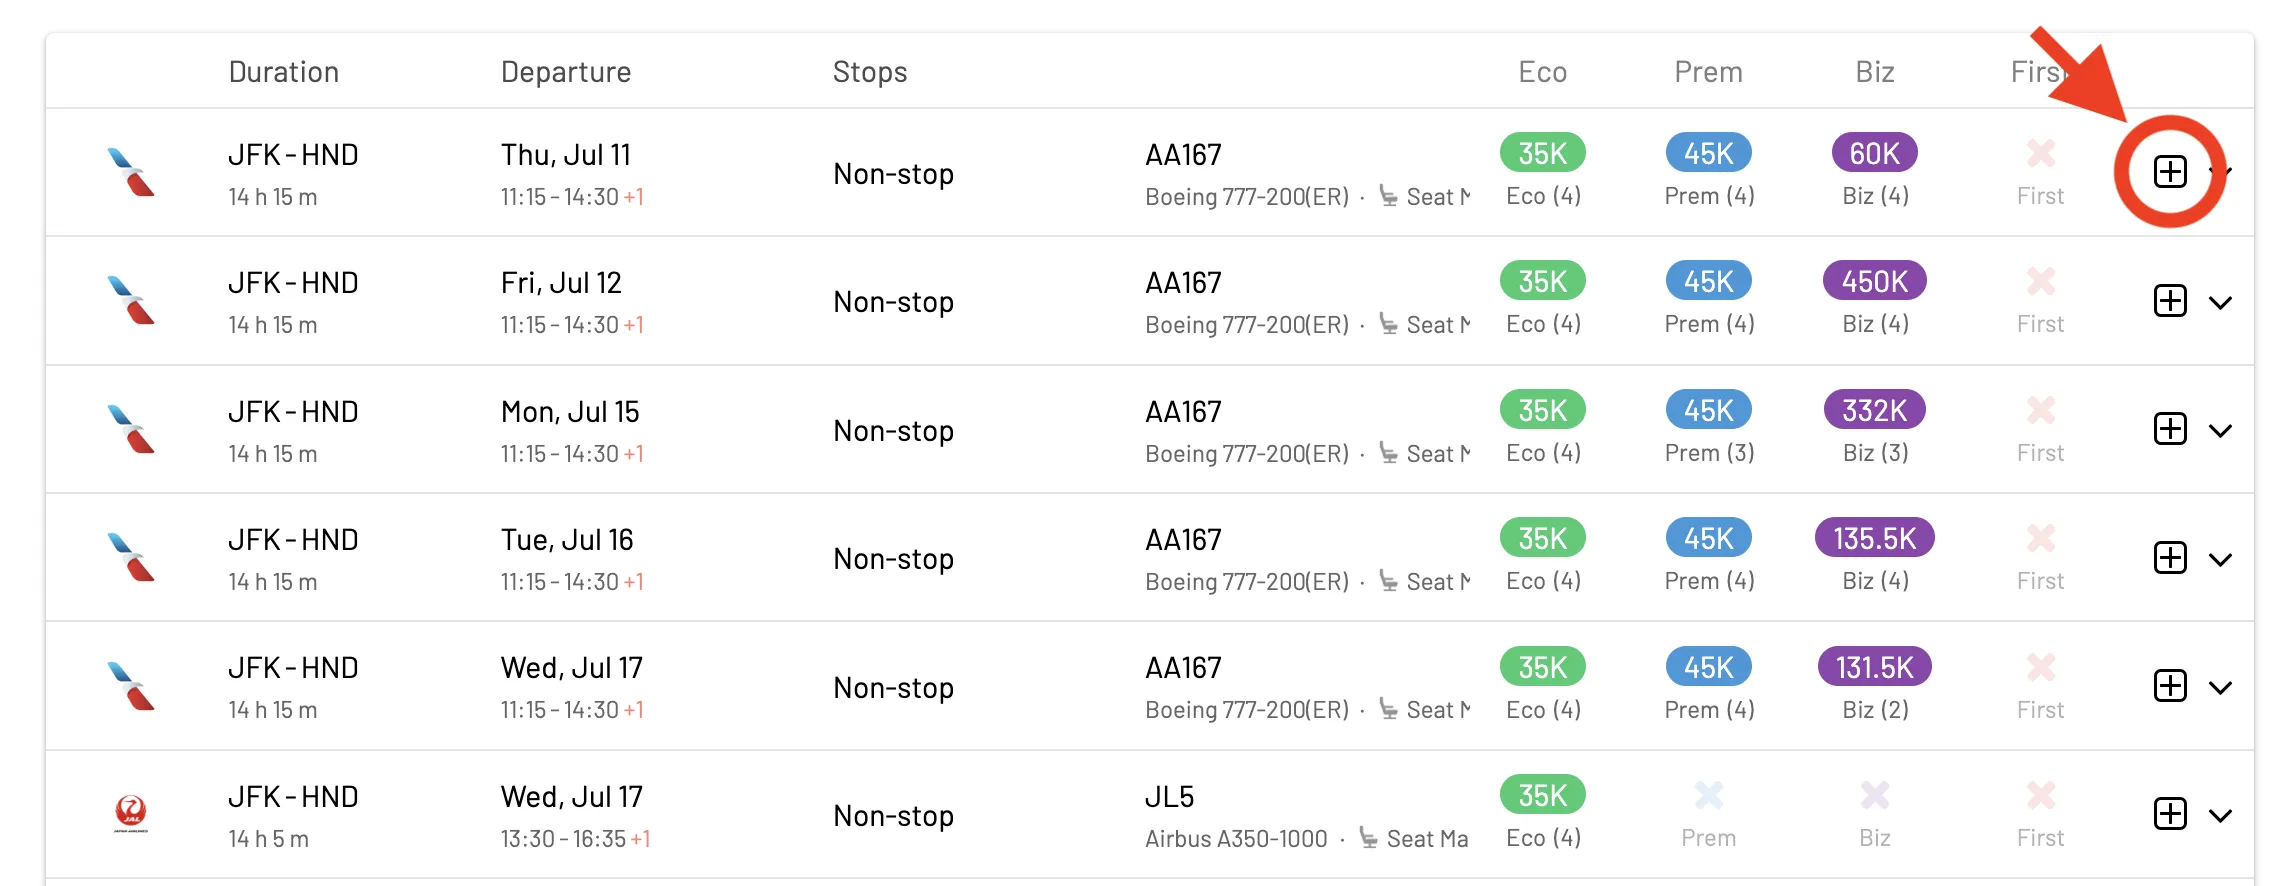 Duration Departure Stops Eco Prem Biz First
JFK - HND Thu, Jul 11 Non-stop AA167 35K 45K 60K
14 h 15 m 11:15 - 14:30 +1 Boeing 777-200(ER) · Seat M Eco (4) Prem (4) Biz (4) First
JFK - HND Fri, Jul 12 Non-stop AA167 35K 45K 450K
14 h 15 m 11:15 - 14:30 +1 Boeing 777-200(ER) · Seat M Eco (4) Prem (4) Biz (4) First
JFK - HND Mon, Jul 15 Non-stop AA167 35K 45K 332K
14 h 15 m 11:15 - 14:30 +1 Boeing 777-200(ER) · Seat M Eco (4) Prem (3) Biz (3) First
JFK - HND Tue, Jul 16 Non-stop AA167 35K 45K 135.5K
14 h 15 m 11:15 - 14:30 +1 Boeing 777-200(ER) · Seat M Eco (4) Prem (4) Biz (4) First
JFK - HND Wed, Jul 17 Non-stop AA167 35K 45K 131.5K
14 h 15 m 11:15 - 14:30 +1 Boeing 777-200(ER) · Seat M Eco (4) Prem (4) Biz (2) First
JAL
JAPAN AIRLINES
JFK - HND Wed, Jul 17 Non-stop JL5 35K
14 h 5 m 13:30 - 16:35 +1 Airbus A350-1000 · Seat Ma Eco (4) Prem Biz First